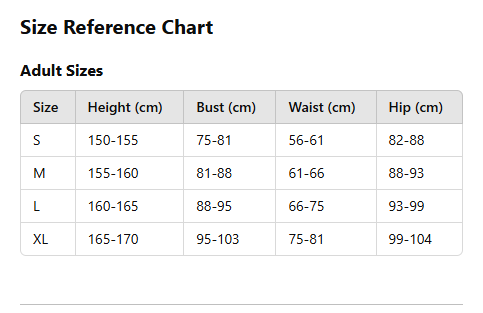 Size Reference Chart
Adult Sizes
Size Height (cm) Bust (cm) Waist (cm) Hip (cm)
S 150-155 75-81 56-61 82-88
M 155-160 81-88 61-66 88-93
L 160-165 88-95 66-75 93-99
XL 165-170 95-103 75-81 99-104